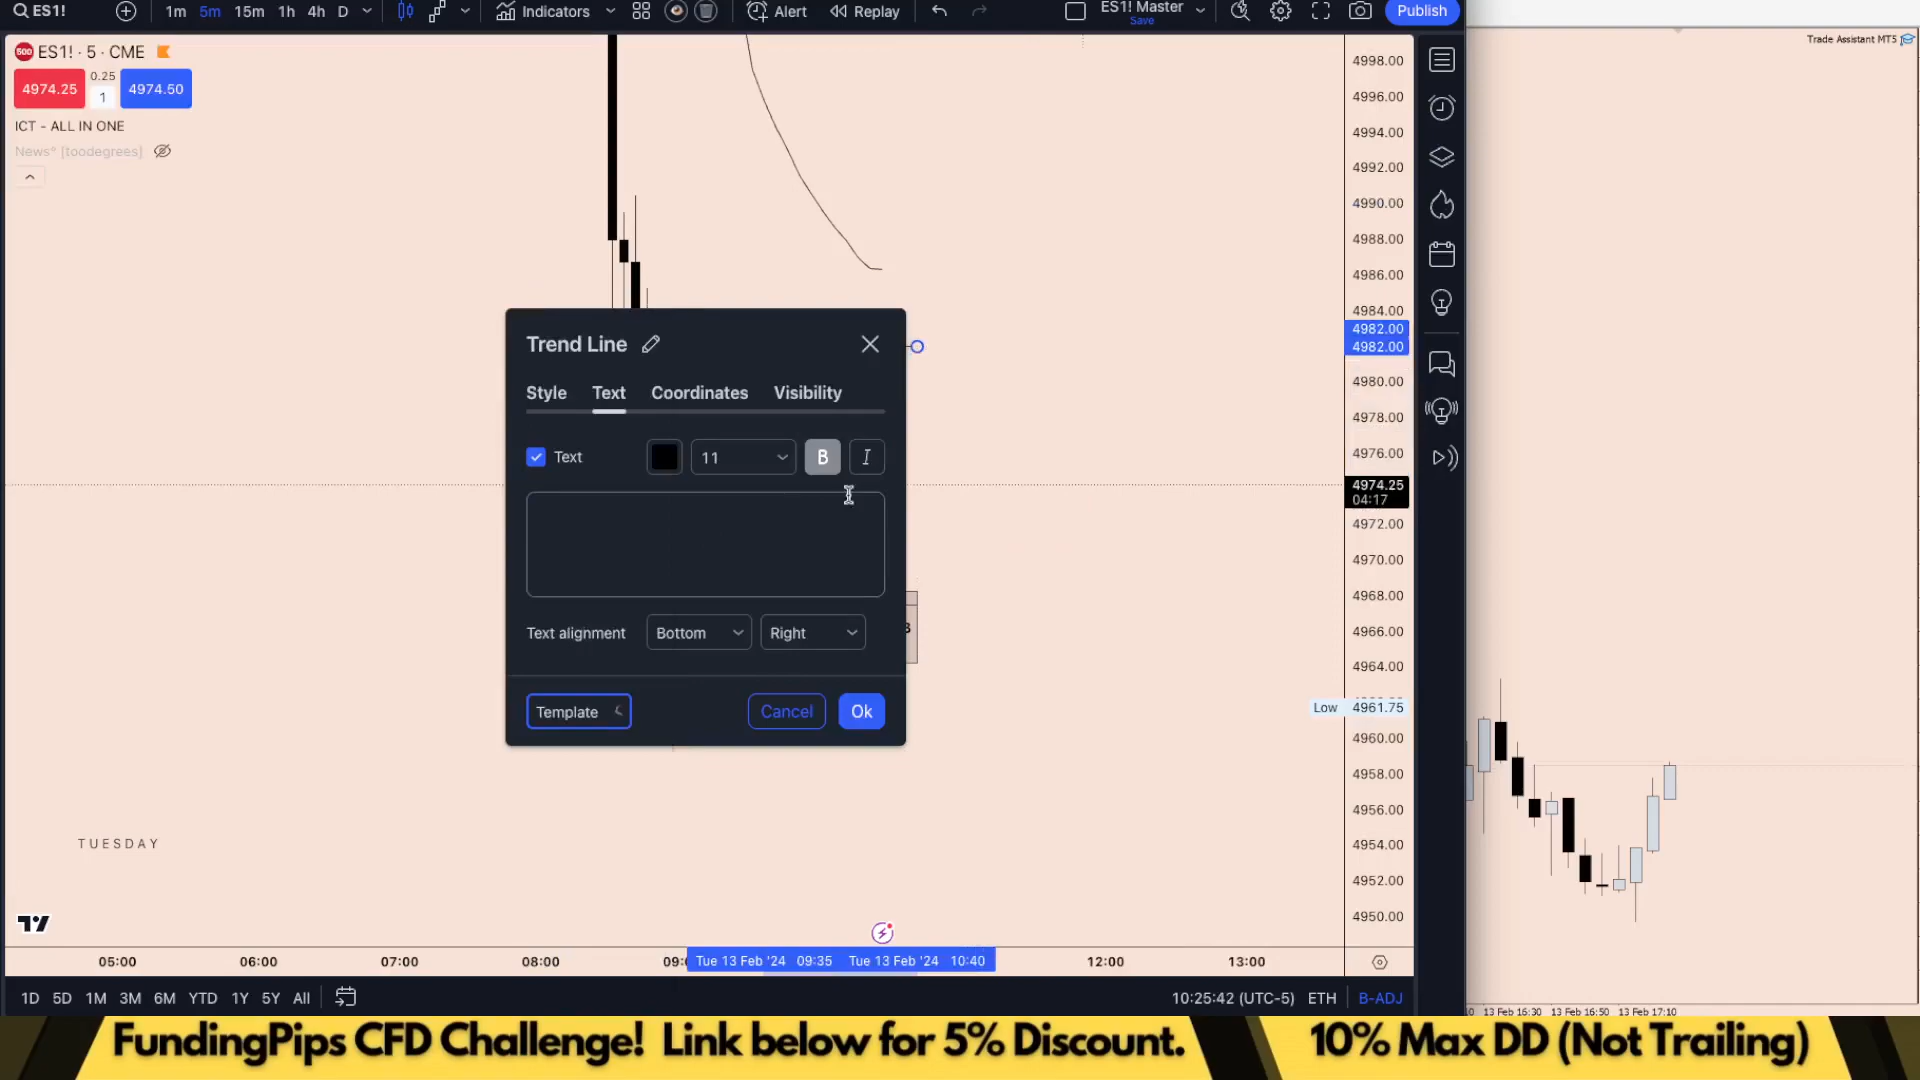 ES1!
1m 5m 15m 1h 4h D
Indicators
Alert
Replay
ES1! Master
Save
Publish
Trade Assistant MT5
500 ES1! · 5 · CME
4974.25
0.25
1
4974.50
ICT - ALL IN ONE
News* [toodegrees]
4998.00
4996.00
4994.00
4992.00
4990.00
4988.00
4986.00
4984.00
4982.00
4982.00
4980.00
4978.00
4976.00
4974.25
04:17
4972.00
4970.00
4968.00
4966.00
4964.00
Low 4961.75
4960.00
4958.00
4956.00
4954.00
4952.00
4950.00
Trend Line
Style Text Coordinates Visibility
Text
11
B
I
Text alignment
Bottom
Right
Template
Cancel
Ok
TUESDAY
05:00 06:00 07:00 08:00
Tue 13 Feb '24 09:35
Tue 13 Feb '24 10:40
12:00 13:00
1D 5D 1M 3M 6M YTD 1Y 5Y All
10:25:42 (UTC-5)
ETH
B-ADJ
13 Feb 16:30 13 Feb 16:50 13 Feb 17:10
FundingPips CFD Challenge! Link below for 5% Discount.
10% Max DD (Not Trailing)